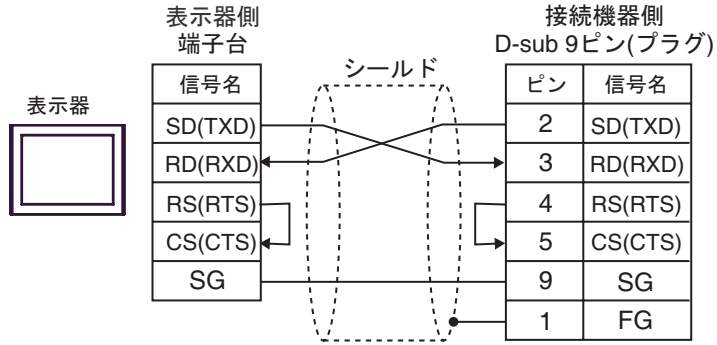 表示器側
端子台
接続機器側
D-sub 9ピン(プラグ)
シールド
表示器
信号名
ピン 信号名
SD(TXD)
2 SD(TXD)
RD(RXD)
3 RD(RXD)
RS(RTS)
4 RS(RTS)
CS(CTS)
5 CS(CTS)
SG
9 SG
1 FG